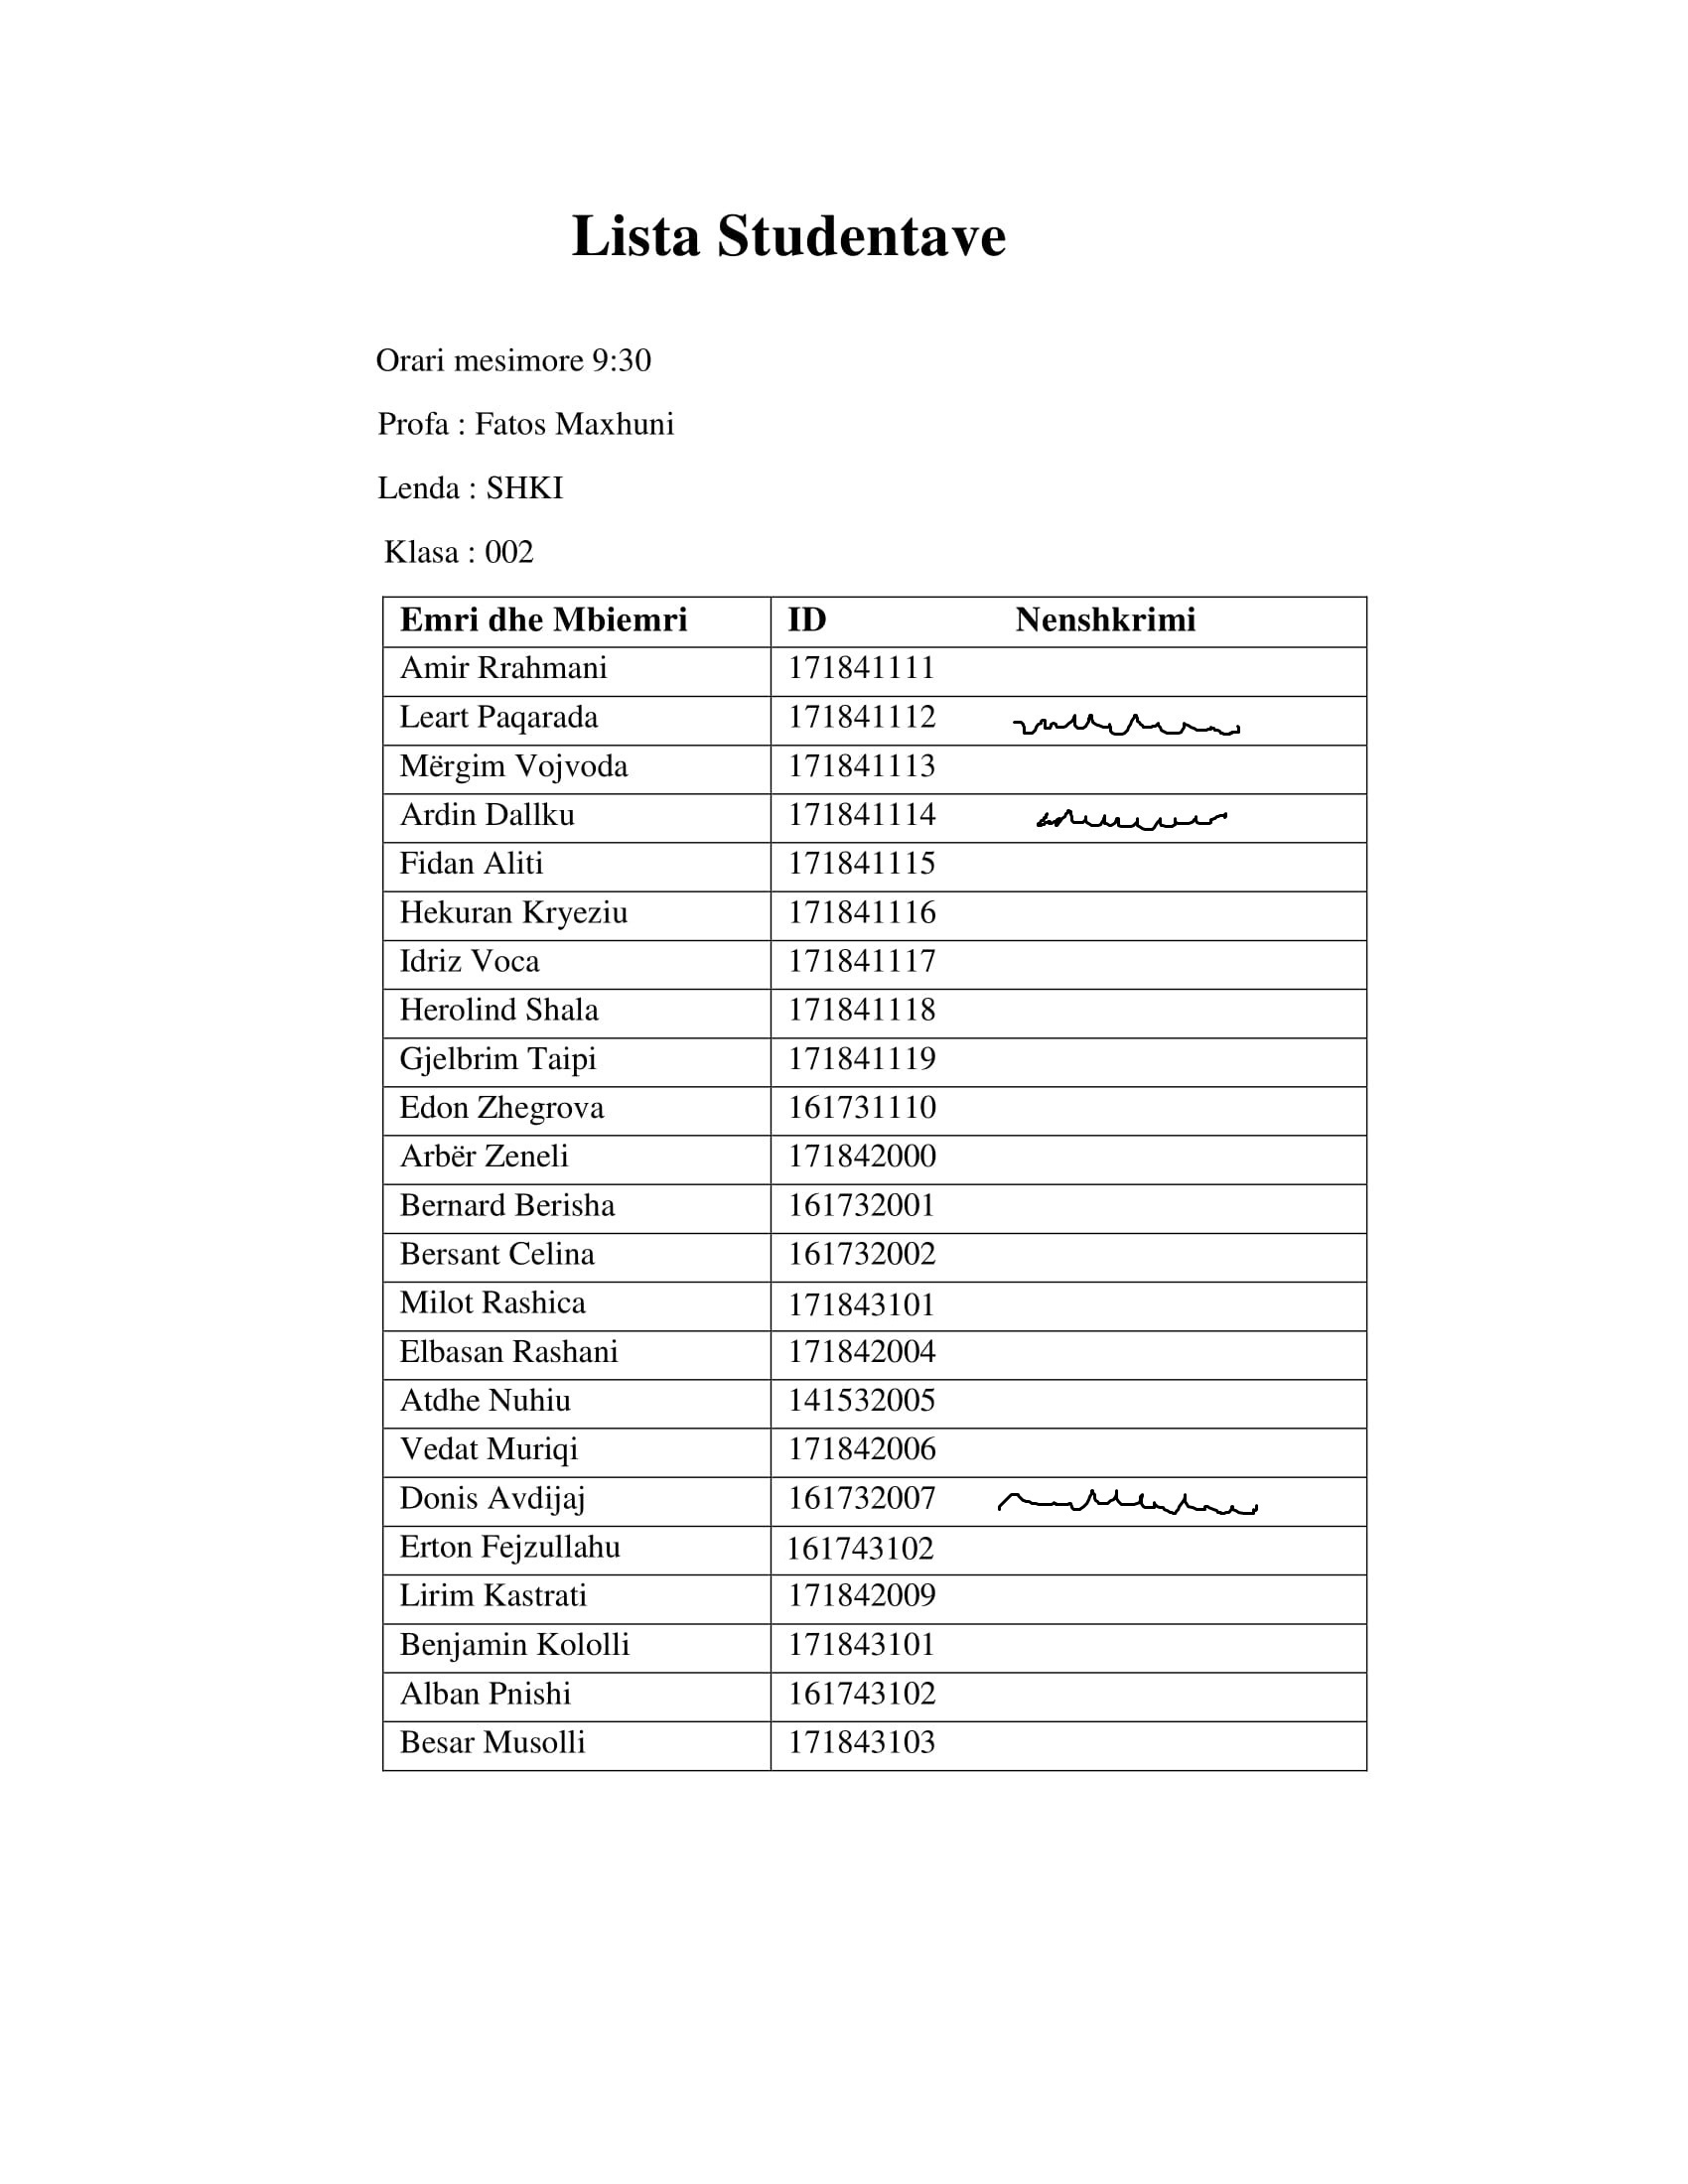 Lista Studentave
Orari mesimore 9:30
Profa : Fatos Maxhuni
Lenda : SHKI
Klasa : 002
Emri dhe Mbiemri ID Nenshkrimi
Amir Rrahmani 171841111
Leart Paqarada 171841112
Mërgim Vojvoda 171841113
Ardin Dallku 171841114
Fidan Aliti 171841115
Hekuran Kryeziu 171841116
Idriz Voca 171841117
Herolind Shala 171841118
Gjelbrim Taipi 171841119
Edon Zhegrova 161731110
Arbër Zeneli 171842000
Bernard Berisha 161732001
Bersant Celina 161732002
Milot Rashica 171843101
Elbasan Rashani 171842004
Atdhe Nuhiu 141532005
Vedat Muriqi 171842006
Donis Avdijaj 161732007
Erton Fejzullahu 161743102
Lirim Kastrati 171842009
Benjamin Kololli 171843101
Alban Pnishi 161743102
Besar Musolli 171843103